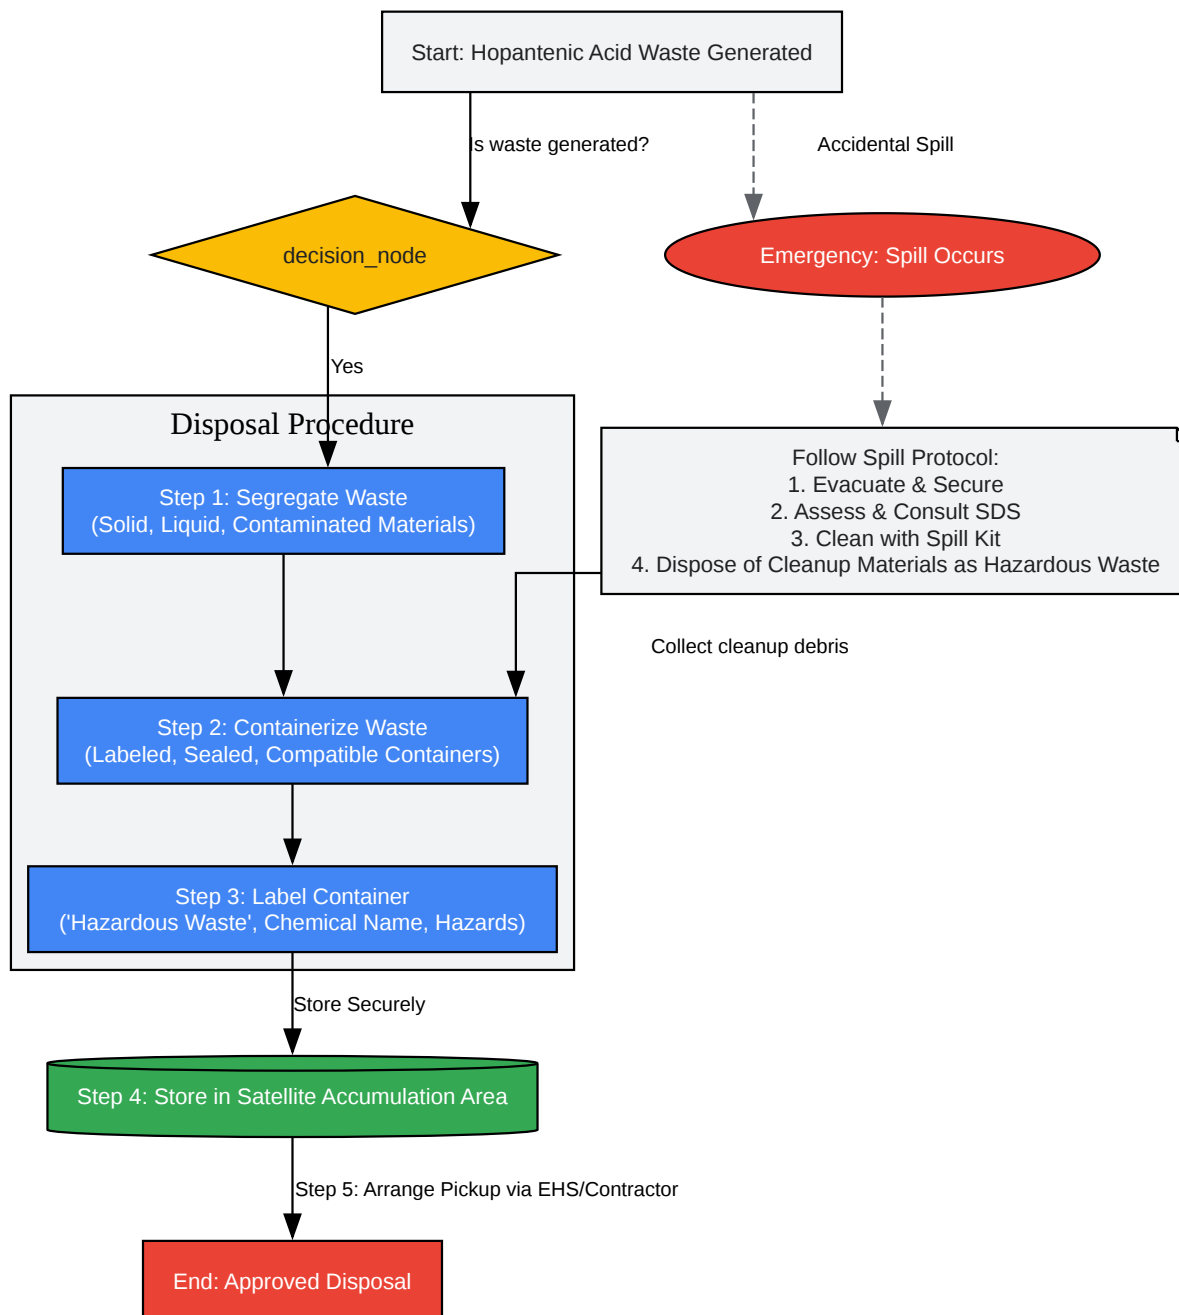 Start: Hopantenic Acid Waste Generated
Is waste generated?
Accidental Spill
decision_node
Emergency: Spill Occurs
Yes
Disposal Procedure
Step 1: Segregate Waste
(Solid, Liquid, Contaminated Materials)
Follow Spill Protocol:
1. Evacuate & Secure
2. Assess & Consult SDS
3. Clean with Spill Kit
4. Dispose of Cleanup Materials as Hazardous Waste
Collect cleanup debris
Step 2: Containerize Waste
(Labeled, Sealed, Compatible Containers)
Step 3: Label Container
('Hazardous Waste', Chemical Name, Hazards)
Store Securely
Step 4: Store in Satellite Accumulation Area
Step 5: Arrange Pickup via EHS/Contractor
End: Approved Disposal